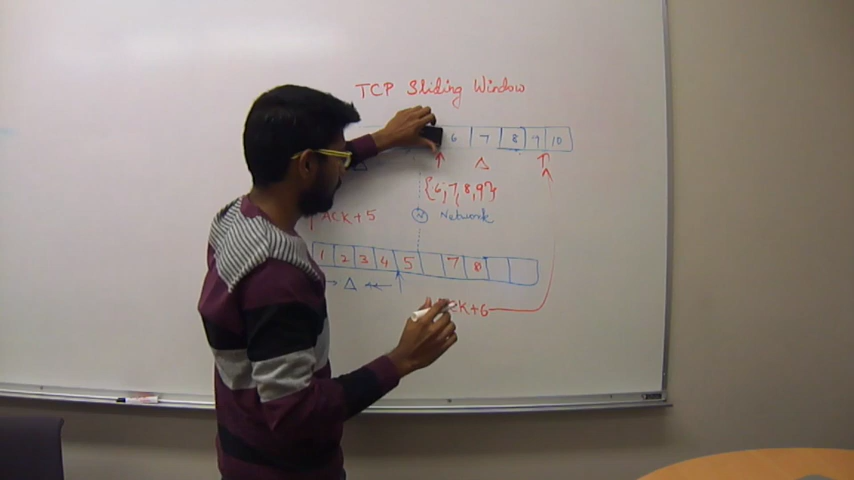 TCP Sliding Window
6 7 8 9 10
Δ Δ
{6,7,8,9}
ACK+5 N Network
1 2 3 4 5 7 8
Δ
CK+6